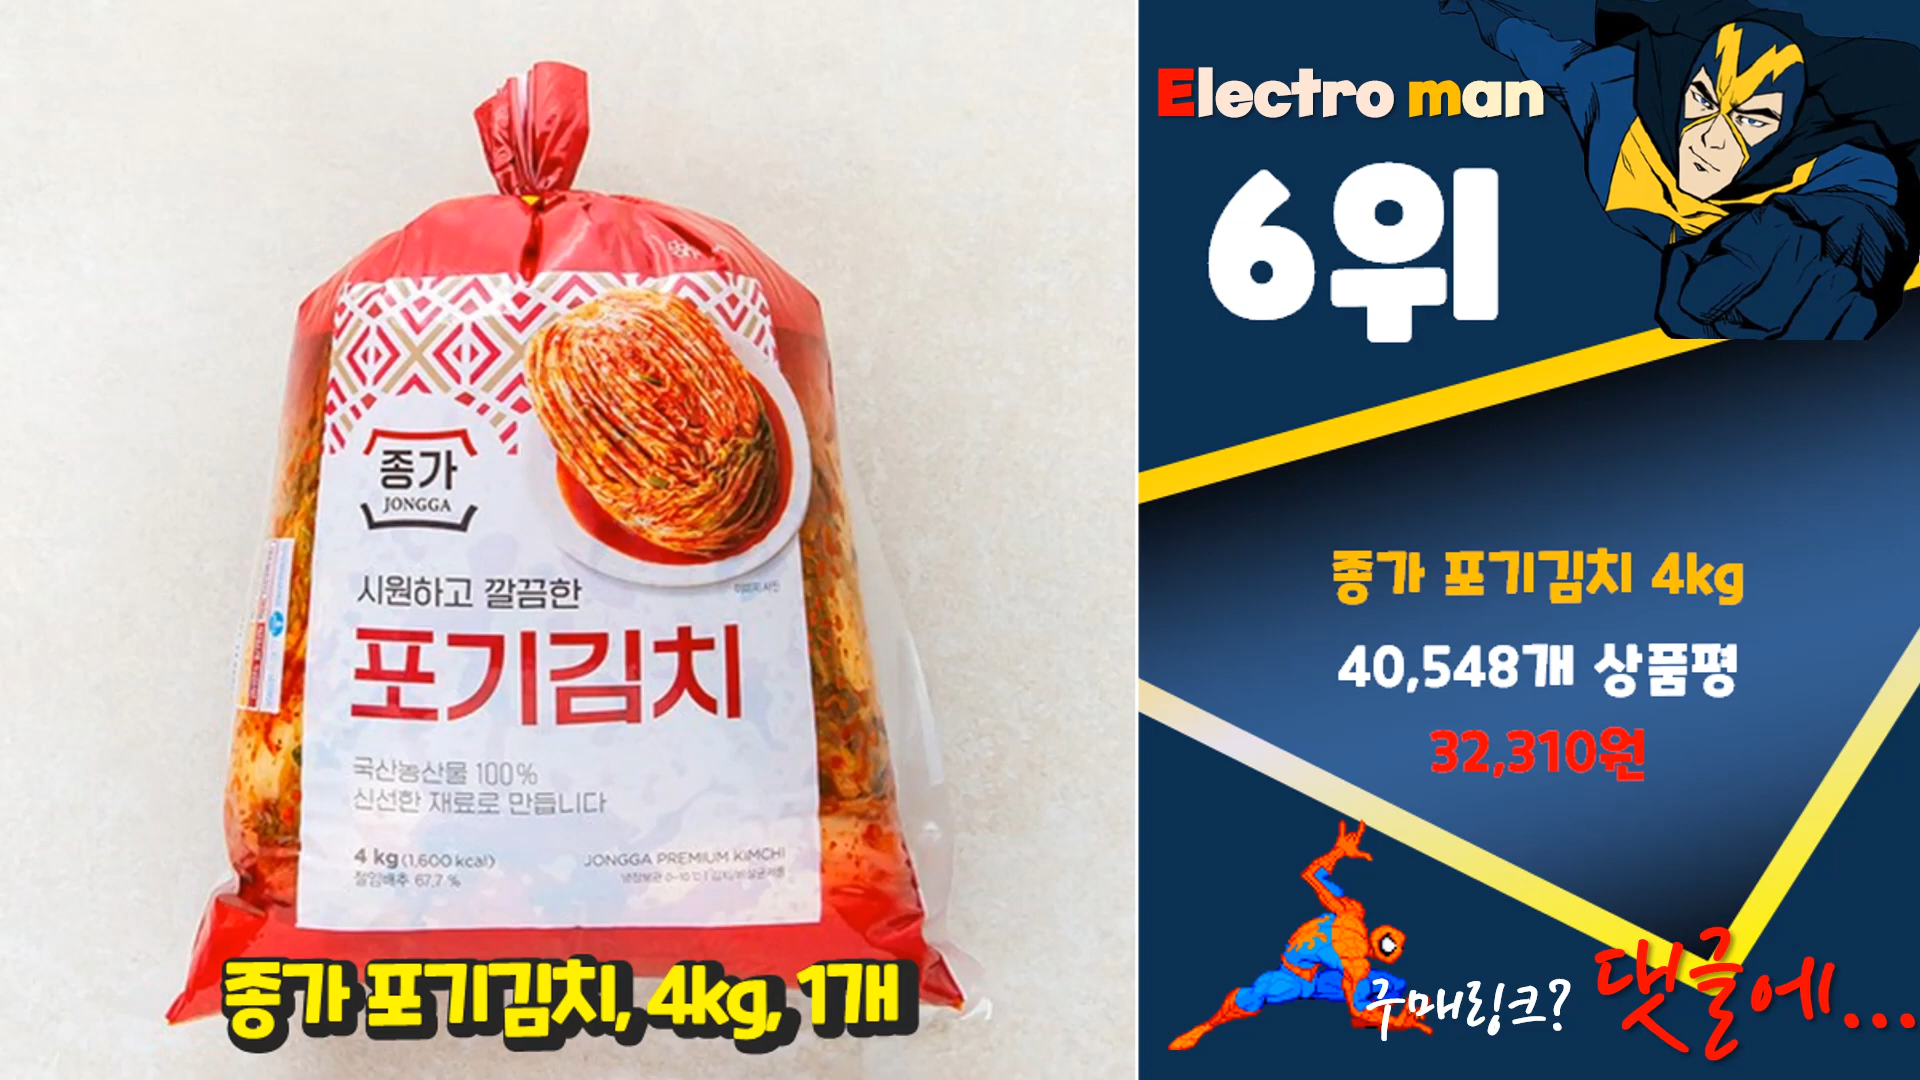 종가
JONGGA
시원하고 깔끔한
포기김치
국산농산물 100%
신선한 재료로 만듭니다
4 kg (1,600 kcal)
절임배추 67.7 %
JONGGA PREMIUM KIMCHI
종가 포기김치, 4kg, 1개
Electro man
6위
종가 포기김치 4kg
40,548개 상품평
32,310원
구매링크? 댓글에...